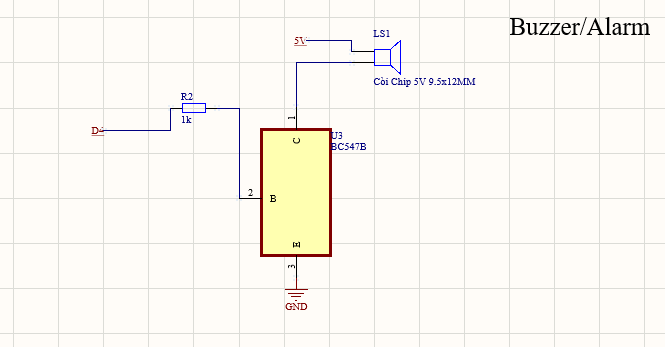 Buzzer/Alarm
LS1
5V
Còi Chip 5V 9.5x12MM
R2
1k
1
C
U3
BC547B
2
B
E
3
GND